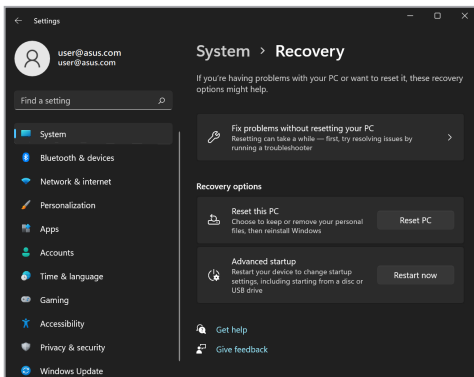 Settings
user@asus.com
user@asus.com
Find a setting
System
Bluetooth & devices
Network & internet
Personalization
Apps
Accounts
Time & language
Gaming
Accessibility
Privacy & security
Windows Update
System > Recovery
If you're having problems with your PC or want to reset it, these recovery
options might help.
Fix problems without resetting your PC
Resetting can take a while — first, try resolving issues by
running a troubleshooter
Recovery options
Reset this PC
Choose to keep or remove your personal
files, then reinstall Windows
Reset PC
Advanced startup
Restart your device to change startup
settings, including starting from a disc or
USB drive
Restart now
Get help
Give feedback